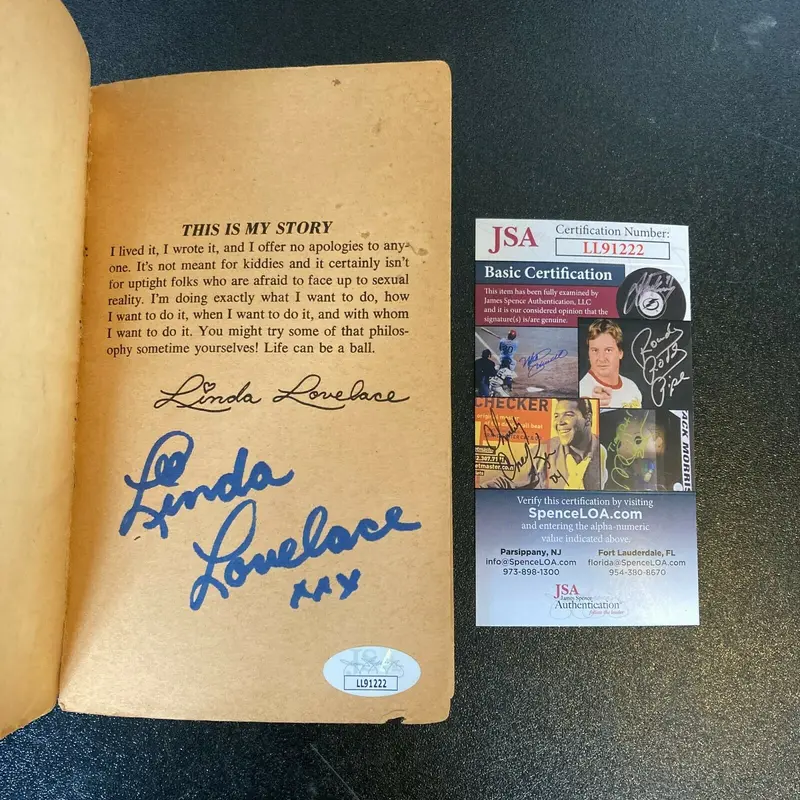 THIS IS MY STORY
I lived it, I wrote it, and I offer no apologies to any-
one. It's not meant for kiddies and it certainly isn't
for uptight folks who are afraid to face up to sexual
reality. I'm doing exactly what I want to do, how
I want to do it, when I want to do it, and with whom
I want to do it. You might try some of that philos-
ophy sometime yourselves! Life can be a ball.
Linda Lovelace
Linda
Lovelace
xxx
LL91222
JSA
Certification Number:
LL91222
Basic Certification
This item has been fully examined by
James Spence Authentication, LLC
and it is our considered opinion that the
signature(s) is/are genuine.
Rowdy
Roddy
Piper
CHECKER
ACK MORRIS
Verify this certification by visiting
SpenceLOA.com
and entering the alpha-numeric
value indicated above:
Parsippany, NJ
info@SpenceLOA.com
973-898-1300
Fort Lauderdale, FL
florida@SpenceLOA.com
954-380-8670
JSA
James Spence
Authentication